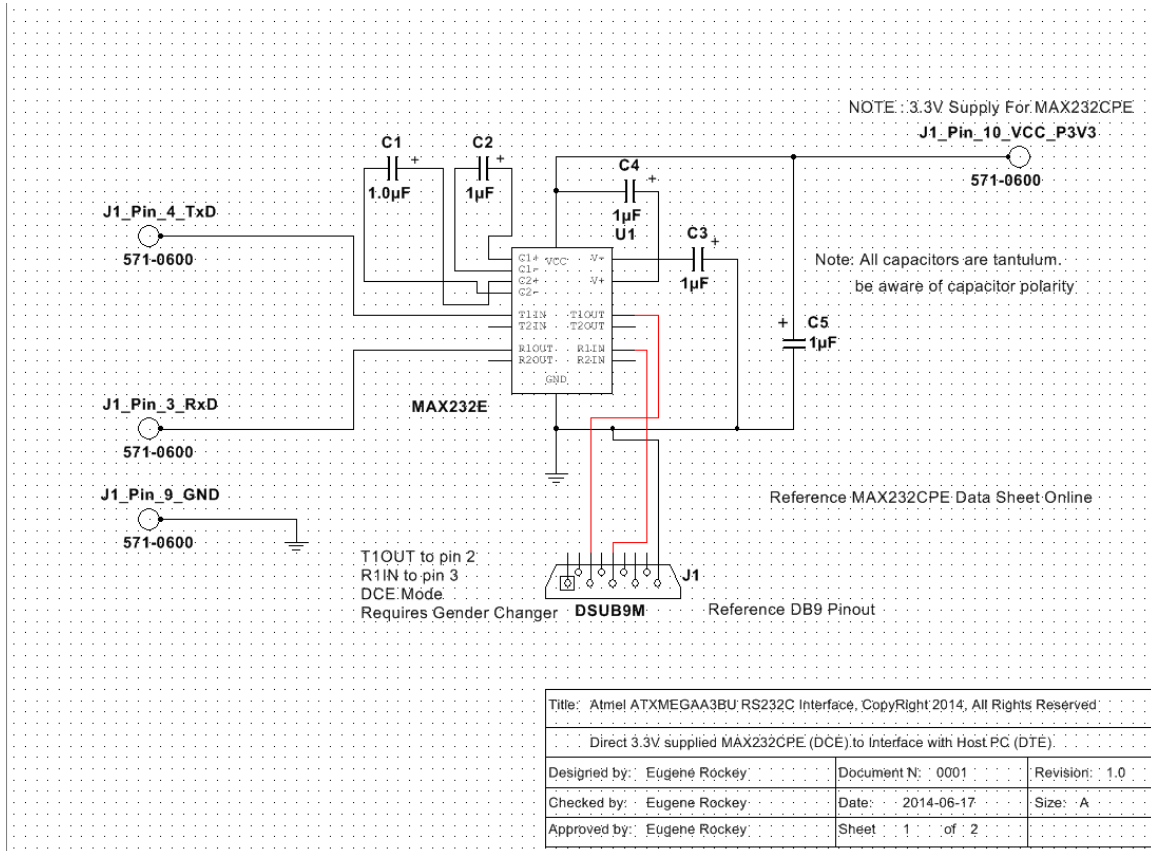 NOTE : 3.3V Supply For MAX232CPE
J1_Pin_10_VCC_P3V3
571-0600
C1
+
1.0µF
C2
+
1µF
C4
+
1µF
U1
C3
+
1µF
J1_Pin_4_TxD
571-0600
Note: All capacitors are tantulum.
be aware of capacitor polarity
+
C5
1µF
C1+
C1-
C2+
C2-
VCC
V+
V+
T1IN
T2IN
T1OUT
T2OUT
R1OUT
R2OUT
R1IN
R2IN
GND
MAX232E
J1_Pin_3_RxD
571-0600
J1_Pin_9_GND
571-0600
Reference MAX232CPE Data Sheet Online
T1OUT to pin 2
R1IN to pin 3
DCE Mode
Requires Gender Changer
J1
DSUB9M
Reference DB9 Pinout
Title: Atmel ATXMEGAA3BU RS232C Interface, CopyRight 2014, All Rights Reserved
Direct 3.3V supplied MAX232CPE (DCE) to Interface with Host PC (DTE)
Designed by: Eugene Rockey Document N: 0001 Revision: 1.0
Checked by: Eugene Rockey Date: 2014-06-17 Size: A
Approved by: Eugene Rockey Sheet 1 of 2